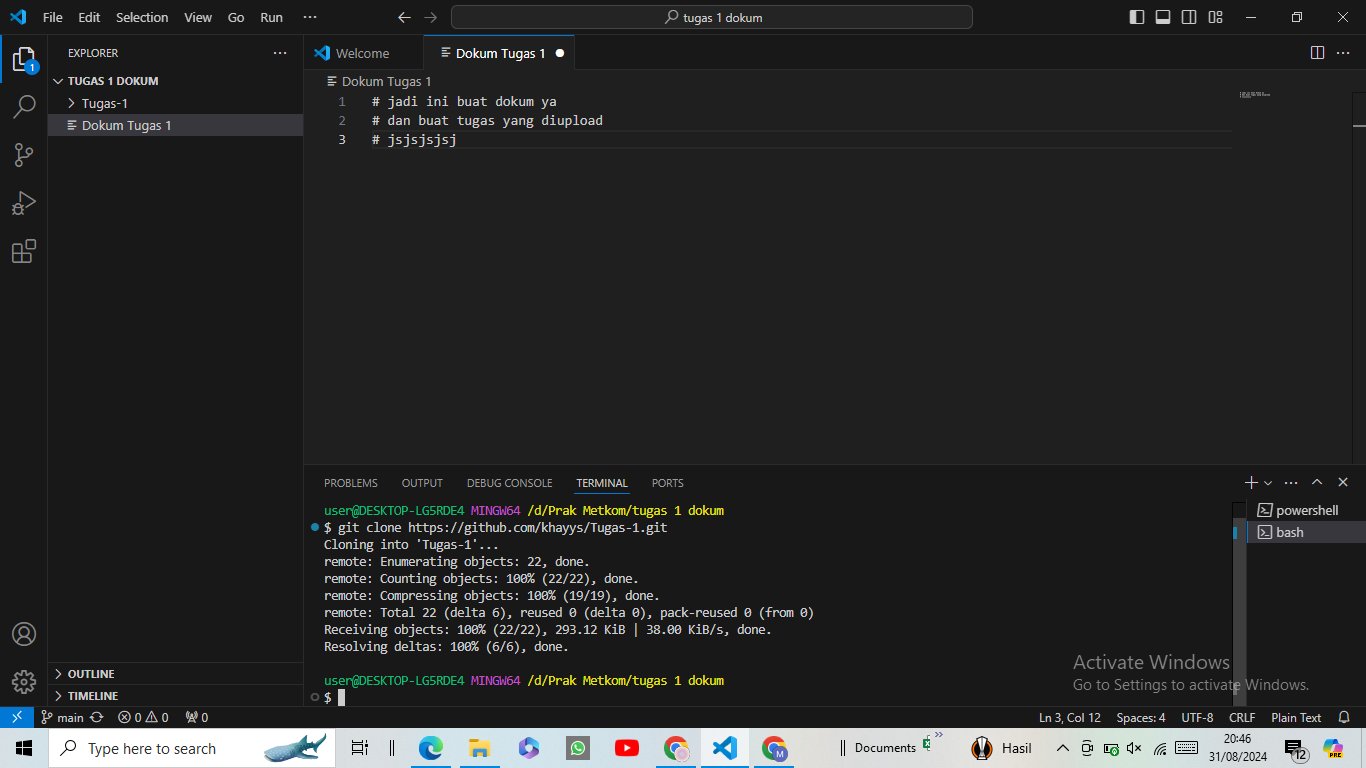 File Edit Selection View Go Run ···
tugas 1 dokum
EXPLORER
TUGAS 1 DOKUM
Tugas-1
Dokum Tugas 1
OUTLINE
TIMELINE
1
Welcome
Dokum Tugas 1
Dokum Tugas 1
1 # jadi ini buat dokum ya
2 # dan buat tugas yang diupload
3 # jsjsjsjsj
PROBLEMS OUTPUT DEBUG CONSOLE TERMINAL PORTS
user@DESKTOP-LG5RDE4 MINGW64 /d/Prak Metkom/tugas 1 dokum
$ git clone https://github.com/khayys/Tugas-1.git
Cloning into 'Tugas-1'...
remote: Enumerating objects: 22, done.
remote: Counting objects: 100% (22/22), done.
remote: Compressing objects: 100% (19/19), done.
remote: Total 22 (delta 6), reused 0 (delta 0), pack-reused 0 (from 0)
Receiving objects: 100% (22/22), 293.12 KiB | 38.00 KiB/s, done.
Resolving deltas: 100% (6/6), done.
user@DESKTOP-LG5RDE4 MINGW64 /d/Prak Metkom/tugas 1 dokum
$
powershell
bash
Activate Windows
Go to Settings to activate Windows.
main 0 0 0 Ln 3, Col 12 Spaces: 4 UTF-8 CRLF Plain Text
Type here to search
M
Documents
Hasil
20:46
31/08/2024
12
PRE